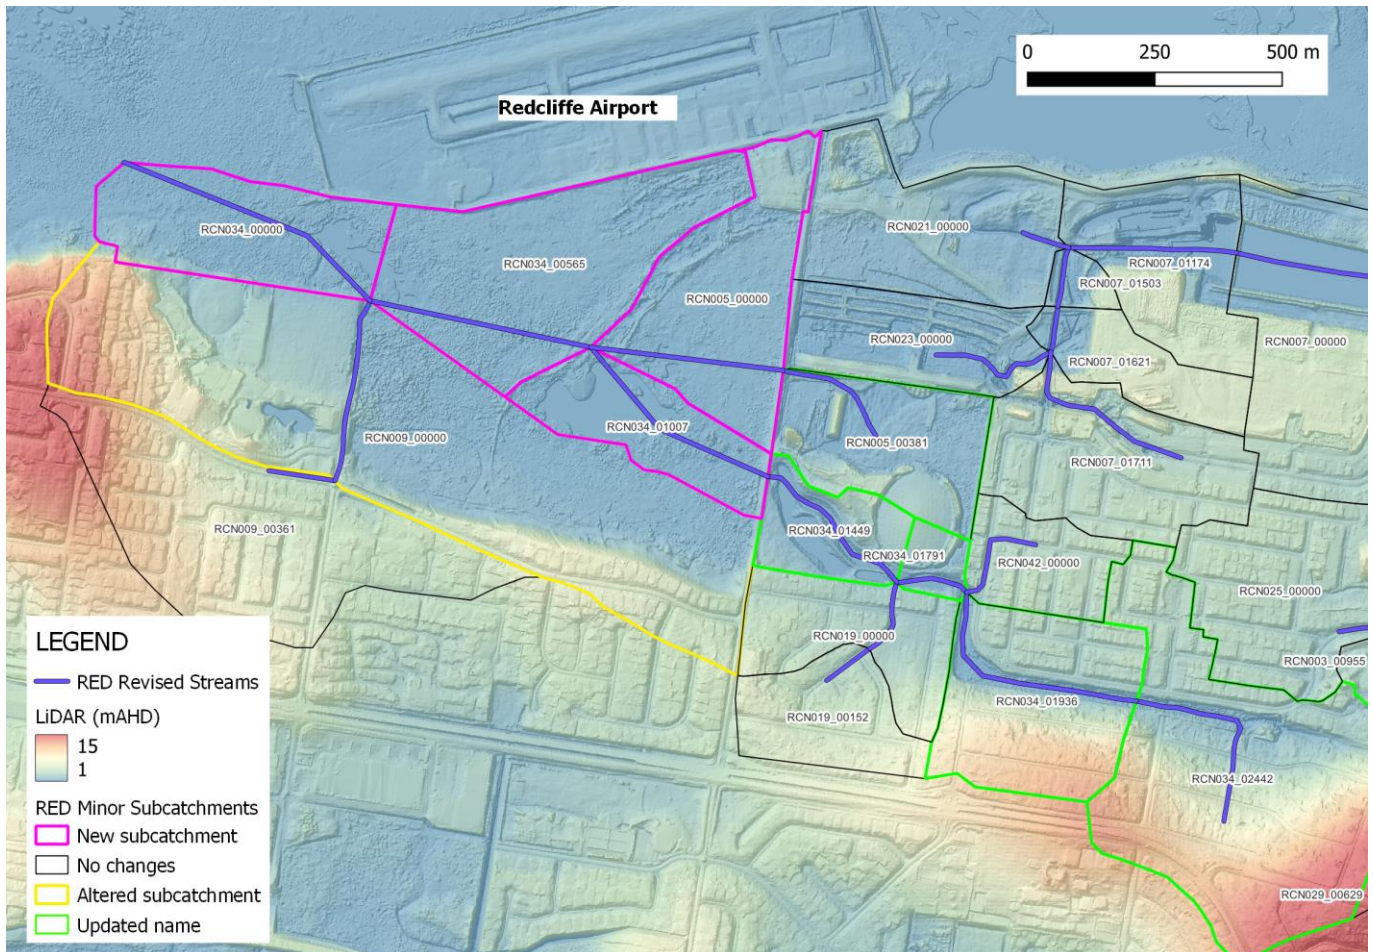 0 250 500 m
Redcliffe Airport
RCN034_00000
RCN021_00000
RCN034_00565
RCN007_01174
RCN007_01503
RCN005_00000
RCN023_00000
RCN007_00000
RCN007_01621
RCN034_01007
RCN009_00000
RCN005_00381
RCN007_01711
RCN009_00361
RCN034_01449
RCN034_01791
RCN042_00000
RCN025_00000
RCN019_00000
RCN003_00955
RCN034_01936
RCN019_00152
RCN034_02442
RCN029_00629
LEGEND
RED Revised Streams
LiDAR (mAHD)
15
1
RED Minor Subcatchments
New subcatchment
No changes
Altered subcatchment
Updated name